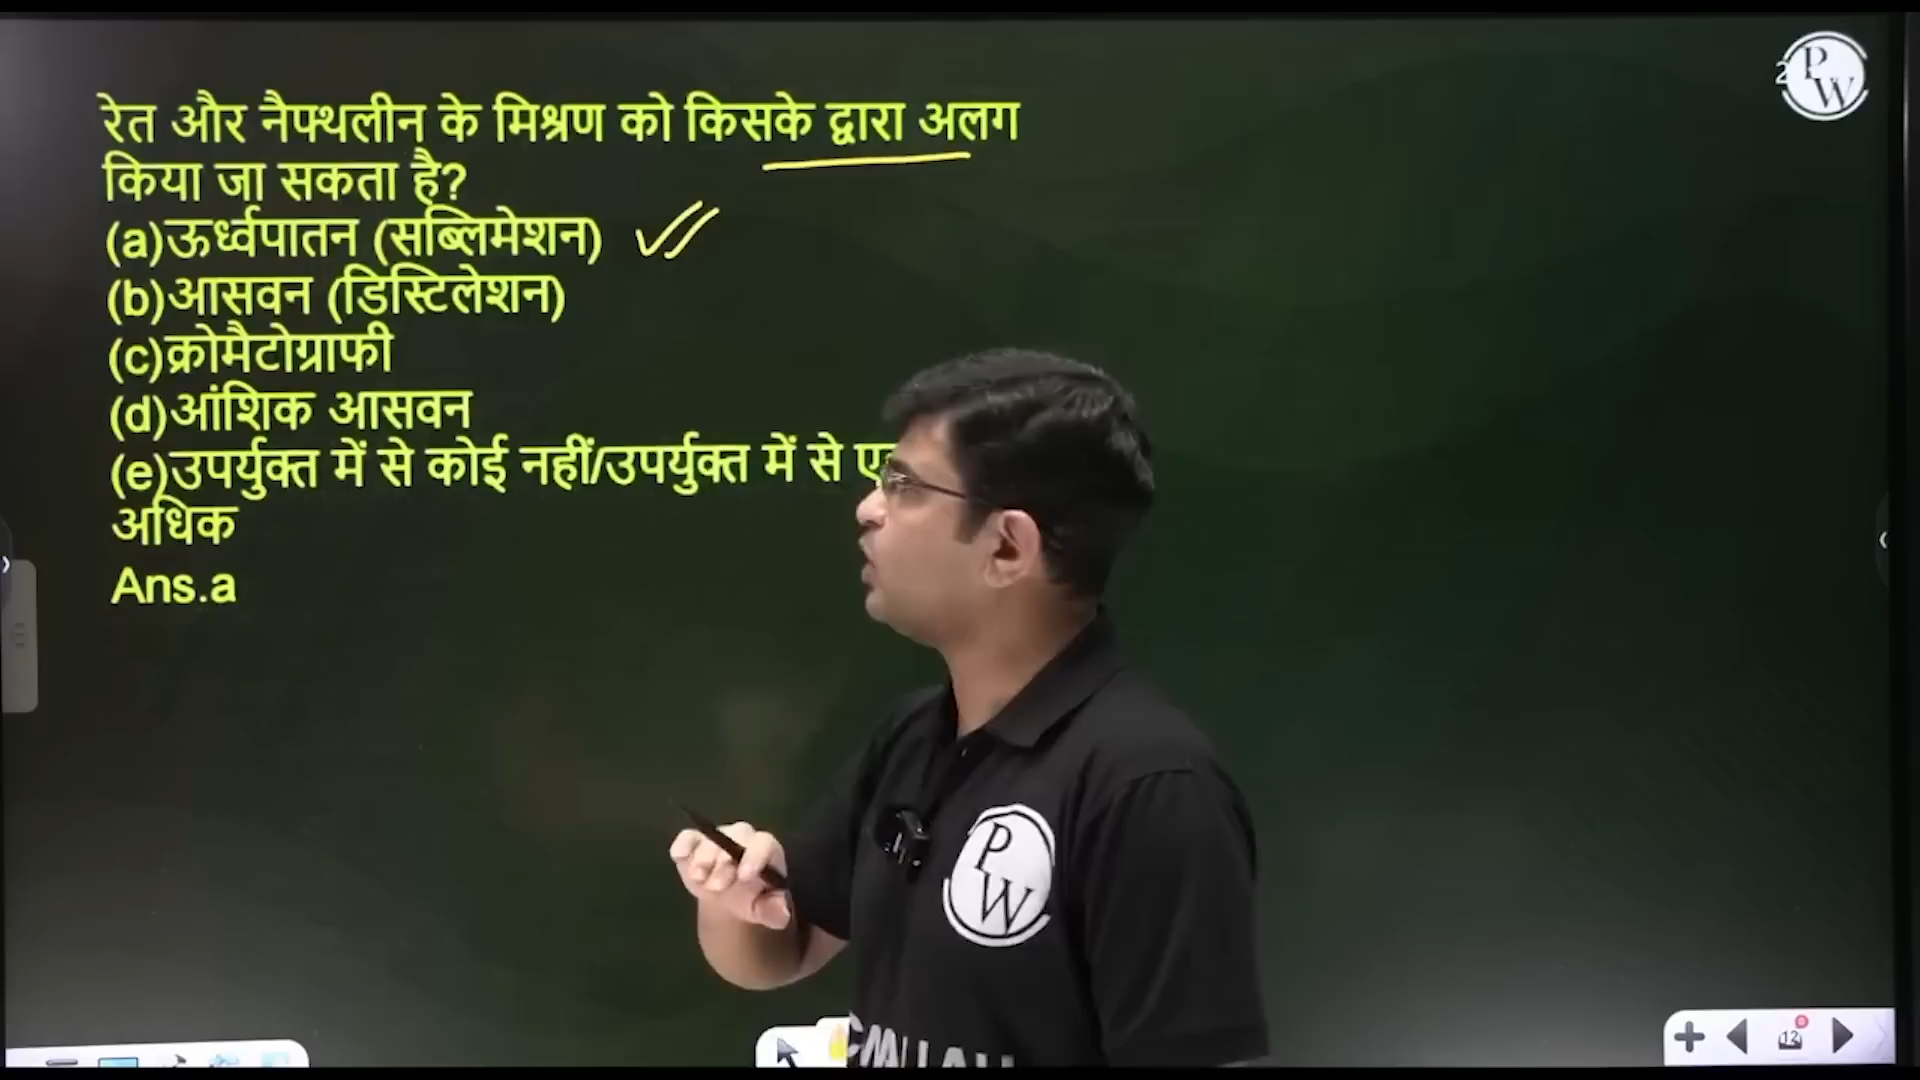 रेत और नैफ्थलीन के मिश्रण को किसके द्वारा अलग
किया जा सकता है?
(a)ऊर्ध्वपातन (सब्लिमेशन)
(b)आसवन (डिस्टिलेशन)
(c)क्रोमैटोग्राफी
(d)आंशिक आसवन
(e)उपर्युक्त में से कोई नहीं/उपर्युक्त में से
अधिक
Ans.a
P
W
P
W
12